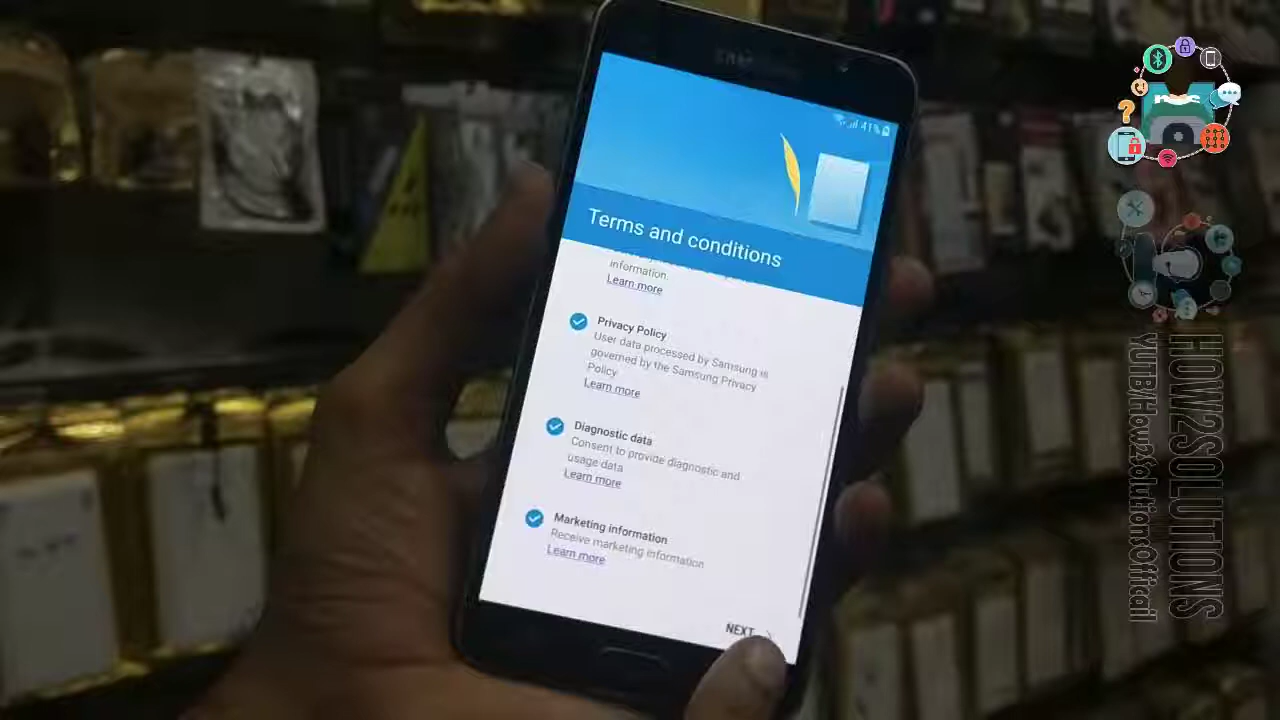 SAMSUNG
41%
Terms and conditions
information.
Learn more
Privacy Policy
User data processed by Samsung is
governed by the Samsung Privacy
Policy
Learn more
Diagnostic data
Consent to provide diagnostic and
usage data
Learn more
Marketing information
Receive marketing information
Learn more
NEXT
HOW2SOLUTIONS
YUTB/How2SolutionsOfficail